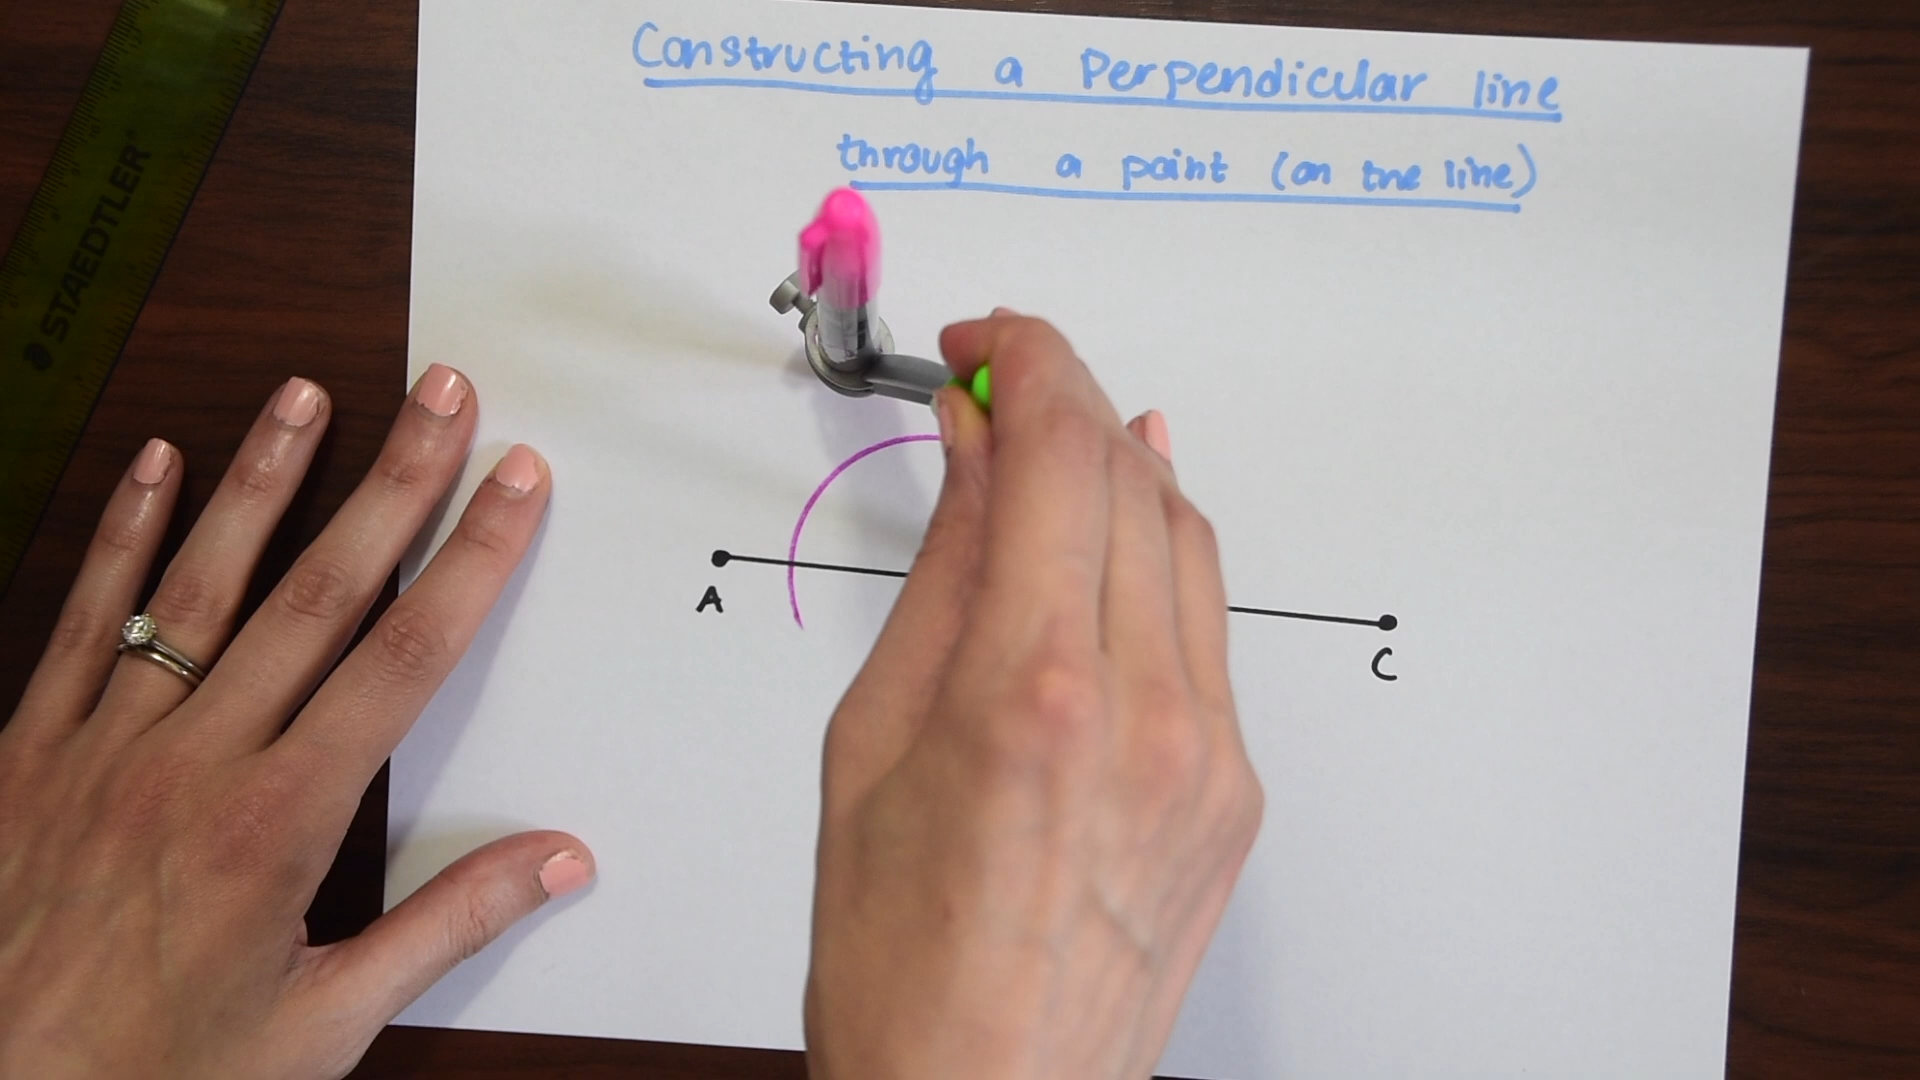 Constructing a Perpendicular line
through a point (on the line)
STAEDTLER
A
C